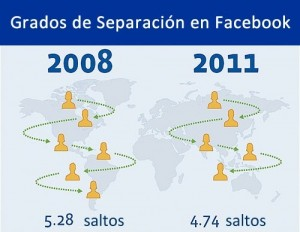 Grados de Separación en Facebook
2008 2011
5.28 saltos 4.74 saltos